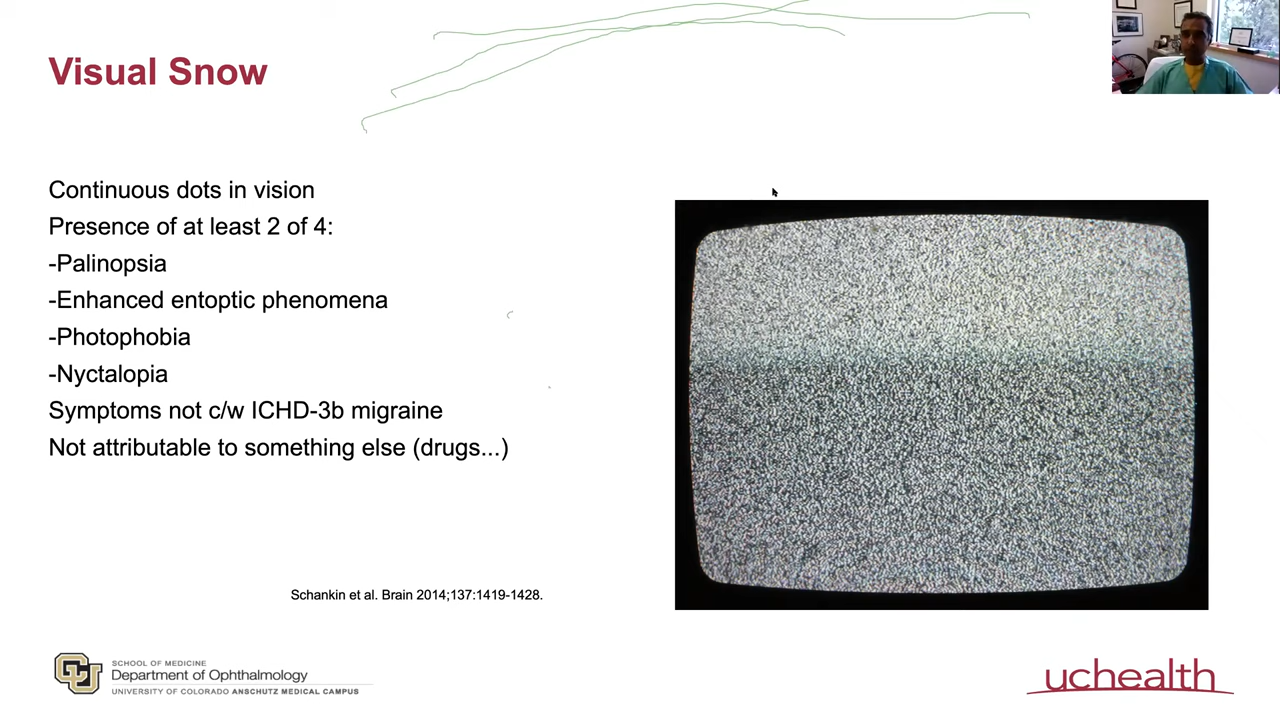 Visual Snow
Continuous dots in vision
Presence of at least 2 of 4:
-Palinopsia
-Enhanced entoptic phenomena
-Photophobia
-Nyctalopia
Symptoms not c/w ICHD-3b migraine
Not attributable to something else (drugs...)
Schankin et al. Brain 2014;137:1419-1428.
CU
SCHOOL OF MEDICINE
Department of Ophthalmology
UNIVERSITY OF COLORADO ANSCHUTZ MEDICAL CAMPUS
uchealth